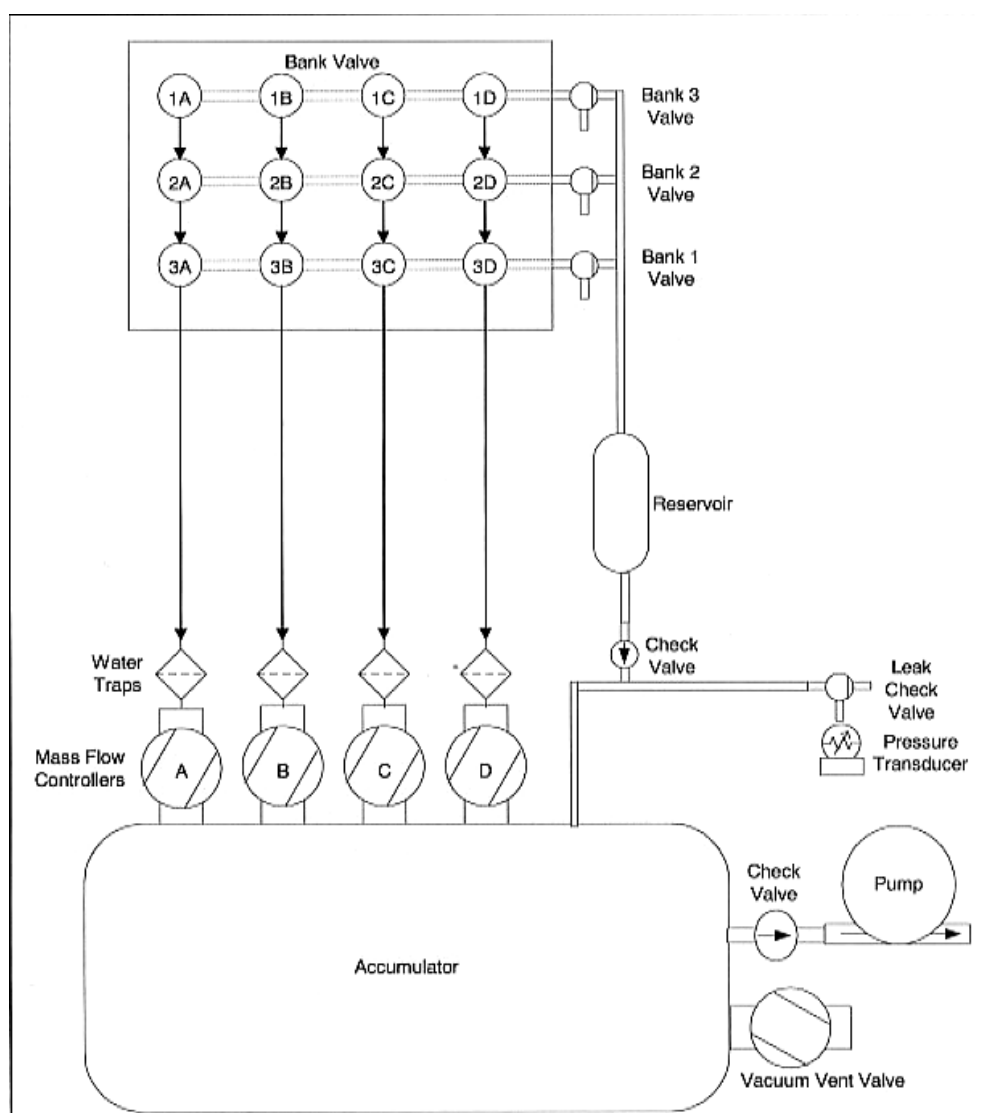 Bank Valve
1A
1B
1C
1D
Bank 3
Valve
2A
2B
2C
2D
Bank 2
Valve
3A
3B
3C
3D
Bank 1
Valve
Reservoir
Check
Valve
Water
Traps
Leak
Check
Valve
Mass Flow
Controllers
A
B
C
D
Pressure
Transducer
Check
Valve
Pump
Accumulator
Vacuum Vent Valve